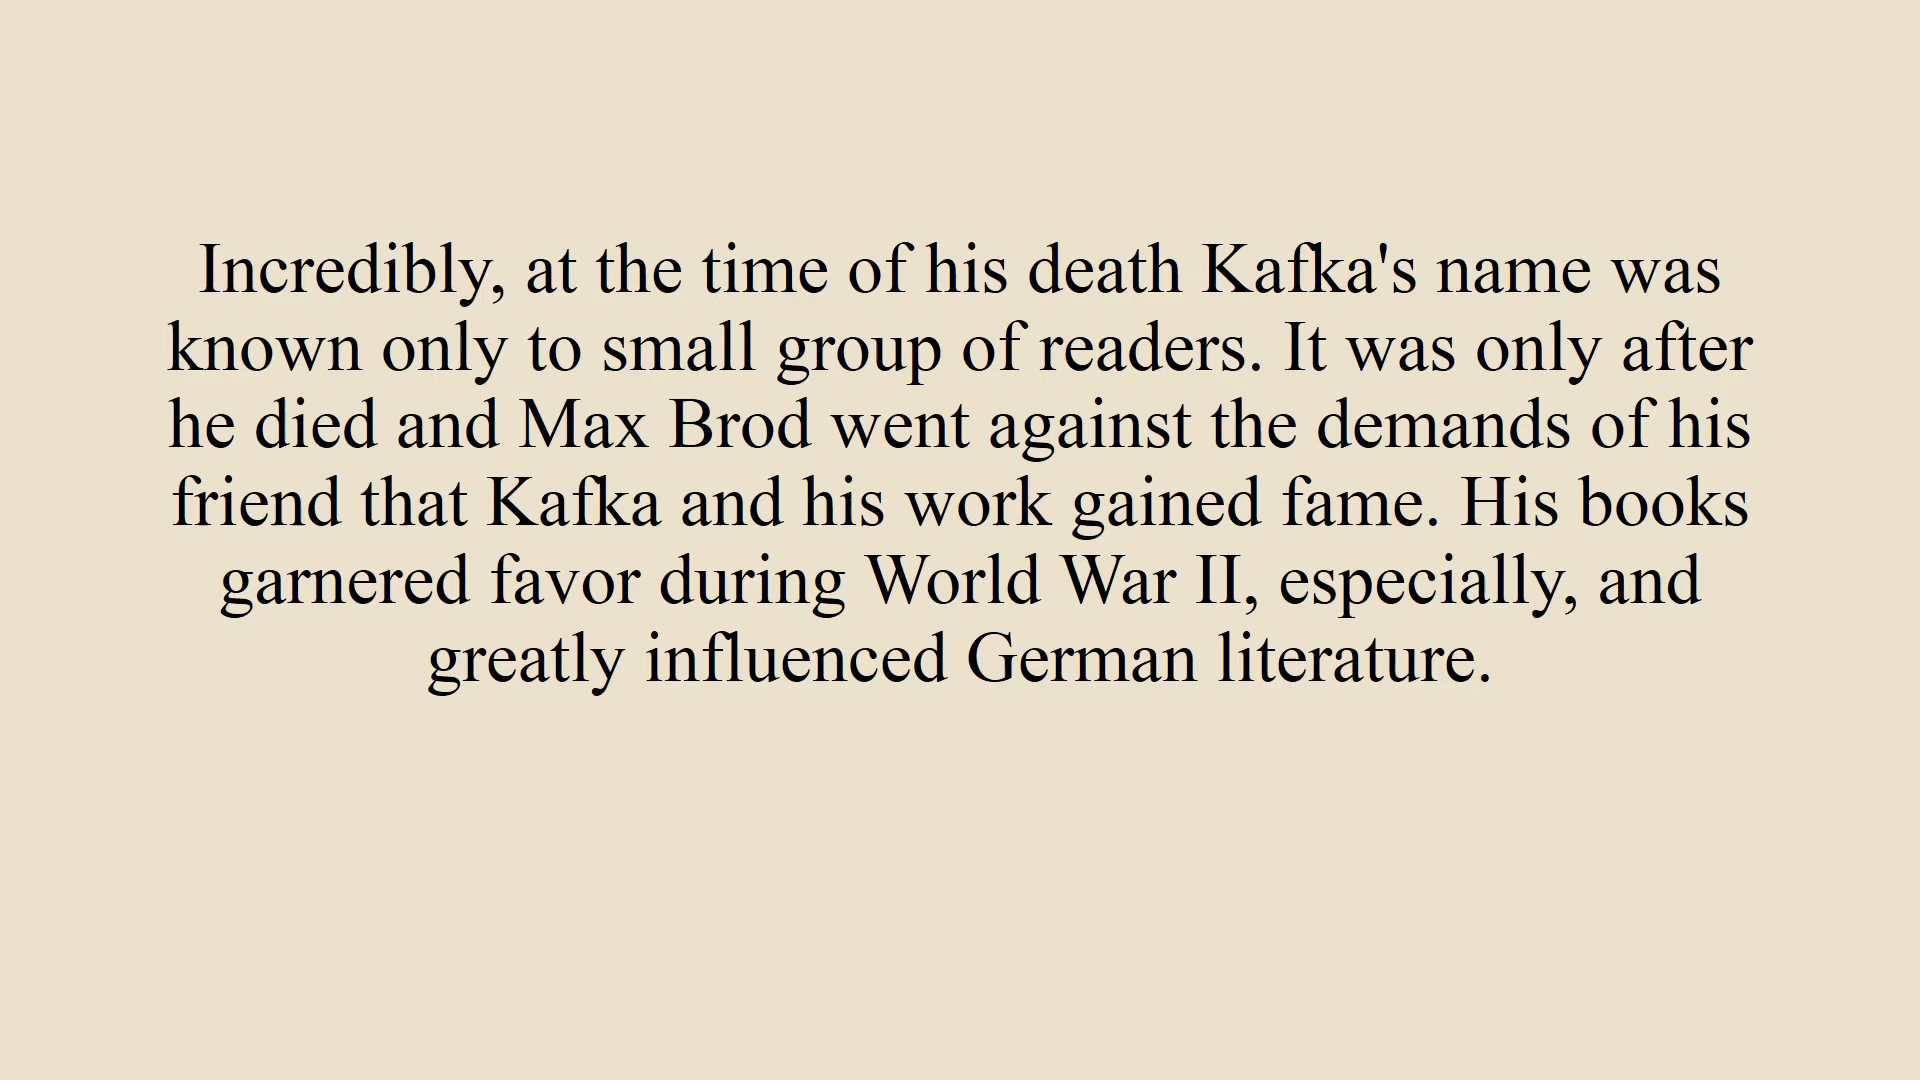 Incredibly, at the time of his death Kafka's name was
known only to small group of readers. It was only after
he died and Max Brod went against the demands of his
friend that Kafka and his work gained fame. His books
garnered favor during World War II, especially, and
greatly influenced German literature.